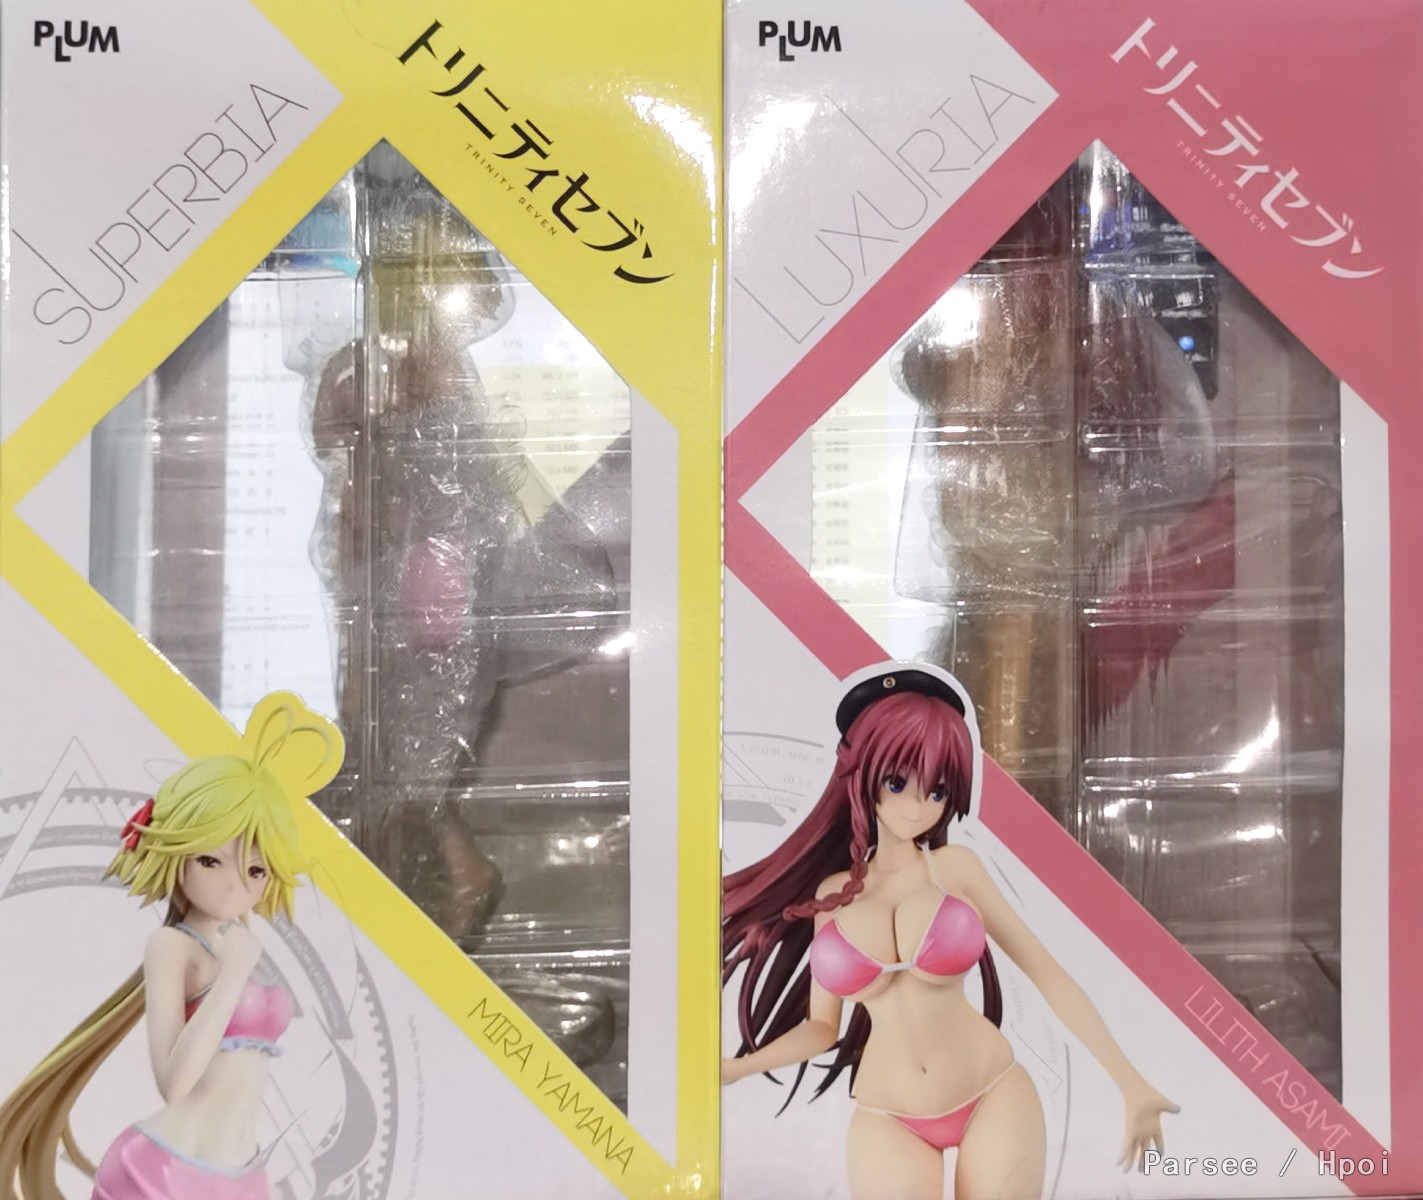 PLUM
SUPERBIA
トリニティセブン
TRINITY SEVEN
MIRA YAMANA
PLUM
LUXURIA
トリニティセブン
TRINITY SEVEN
LILITH ASAMI
Parsee / Hpoi